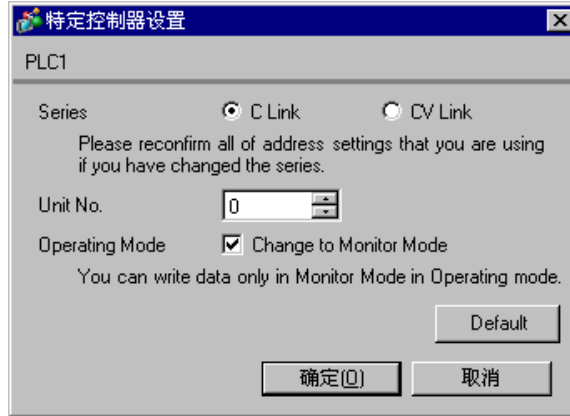 特定控制器设置
PLC1
Series C Link CV Link
Please reconfirm all of address settings that you are using
if you have changed the series.
Unit No. 0
Operating Mode Change to Monitor Mode
You can write data only in Monitor Mode in Operating mode.
Default
确定(O) 取消